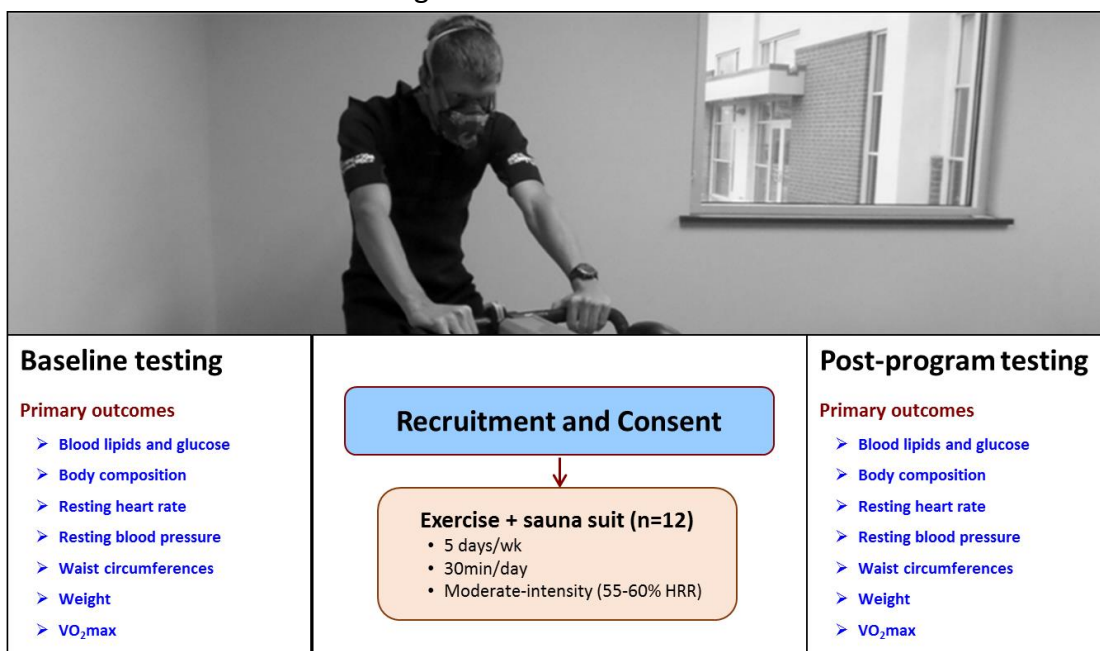 Baseline testing
Primary outcomes
➢ Blood lipids and glucose
➢ Body composition
➢ Resting heart rate
➢ Resting blood pressure
➢ Waist circumferences
➢ Weight
➢ VO₂max
Recruitment and Consent
Exercise + sauna suit (n=12)
• 5 days/wk
• 30min/day
• Moderate-intensity (55-60% HRR)
Post-program testing
Primary outcomes
➢ Blood lipids and glucose
➢ Body composition
➢ Resting heart rate
➢ Resting blood pressure
➢ Waist circumferences
➢ Weight
➢ VO₂max